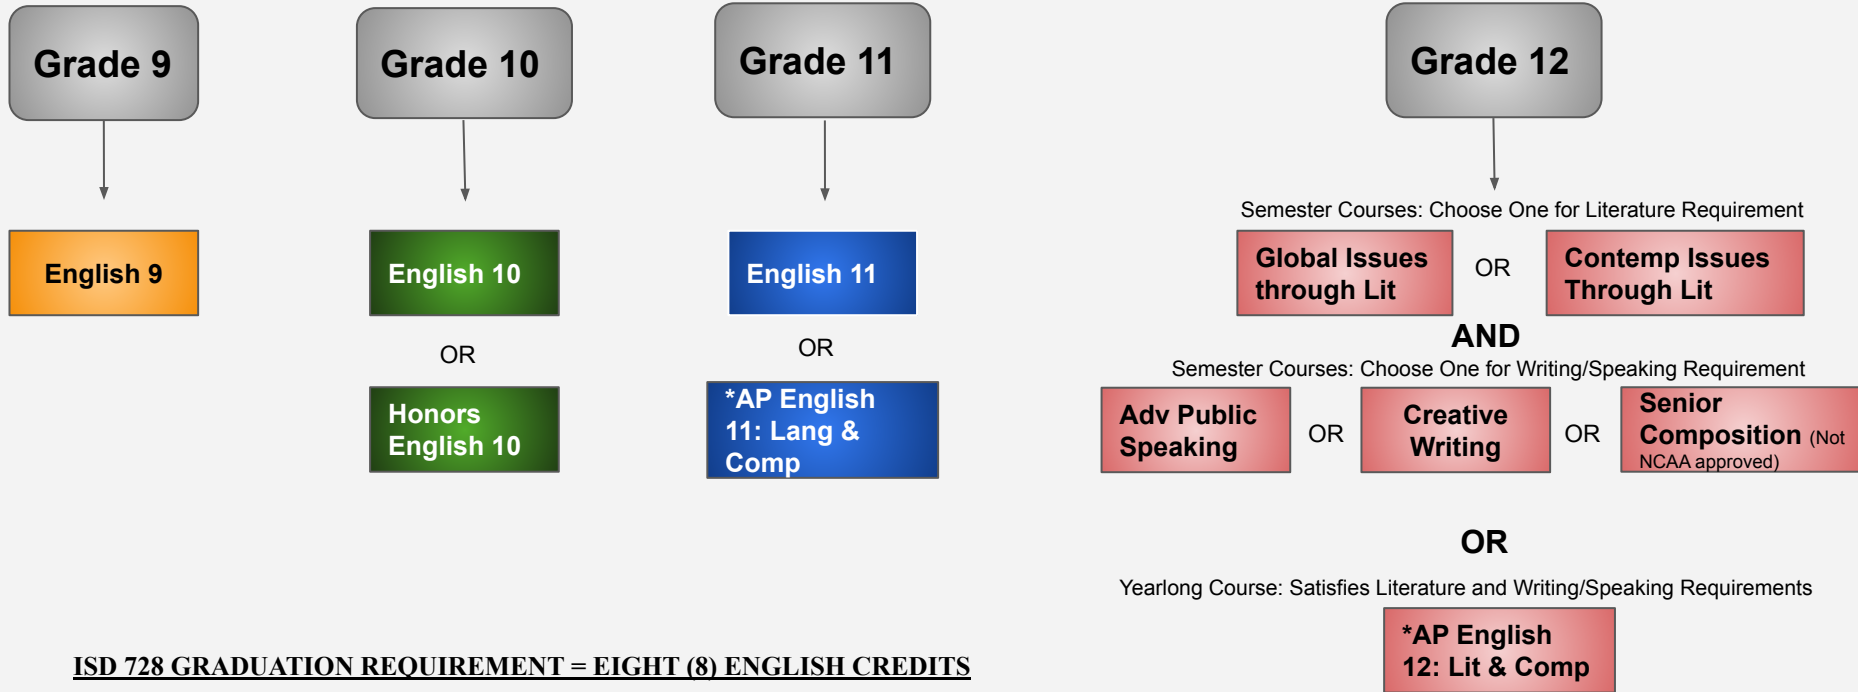 Grade 9
Grade 10
Grade 11
Grade 12
English 9
English 10
OR
Honors
English 10
English 11
OR
*AP English
11: Lang &
Comp
Semester Courses: Choose One for Literature Requirement
Global Issues
through Lit
OR
Contemp Issues
Through Lit
AND
Semester Courses: Choose One for Writing/Speaking Requirement
Adv Public
Speaking
OR
Creative
Writing
OR
Senior
Composition (Not
NCAA approved)
OR
Yearlong Course: Satisfies Literature and Writing/Speaking Requirements
*AP English
12: Lit & Comp
ISD 728 GRADUATION REQUIREMENT = EIGHT (8) ENGLISH CREDITS